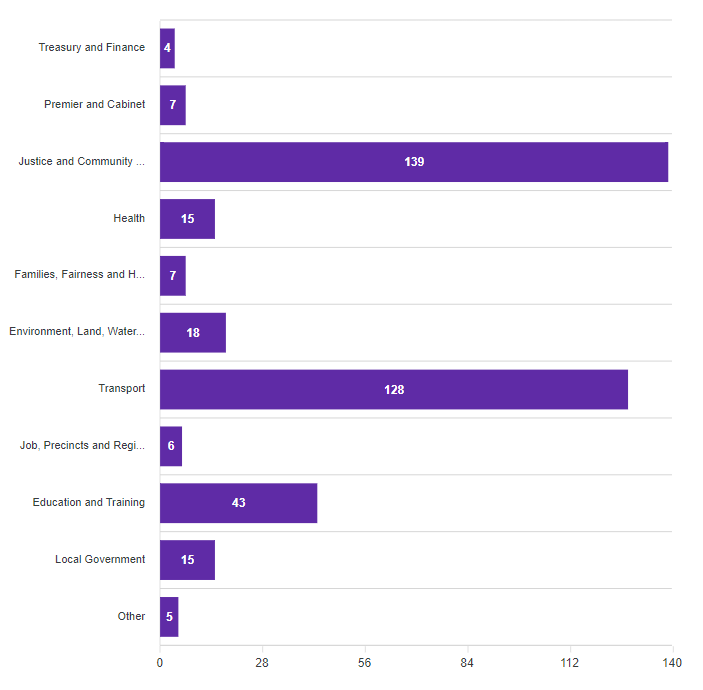 Treasury and Finance 4
Premier and Cabinet 7
Justice and Community ... 139
Health 15
Families, Fairness and H... 7
Environment, Land, Water... 18
Transport 128
Job, Precincts and Regi... 6
Education and Training 43
Local Government 15
Other 5
0 28 56 84 112 140